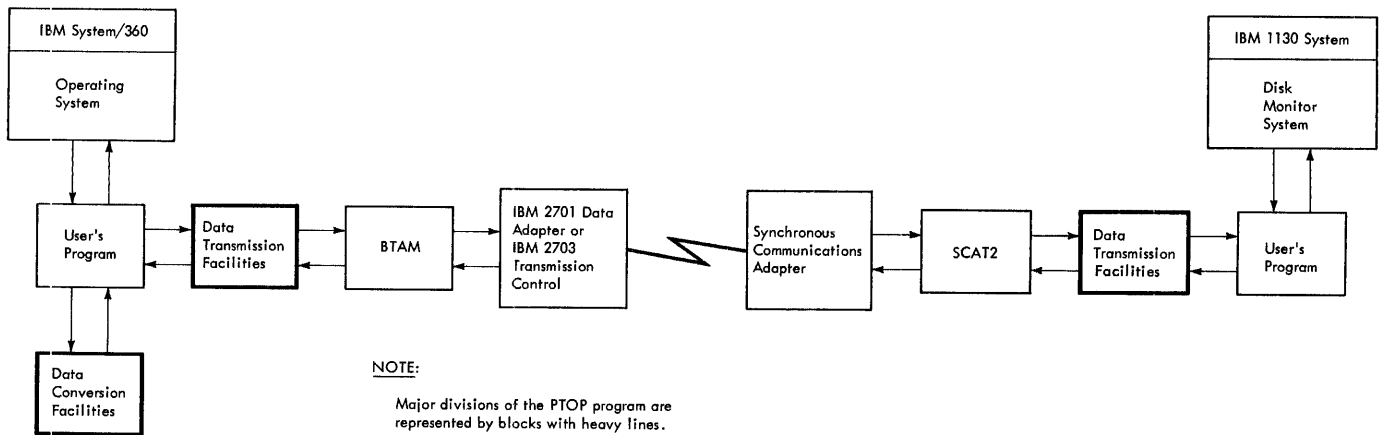 IBM System/360
Operating
System
IBM 1130 System
Disk
Monitor
System
User's
Program
Data
Transmission
Facilities
BTAM
IBM 2701 Data
Adapter or
IBM 2703
Transmission
Control
Synchronous
Communications
Adapter
SCAT2
Data
Transmission
Facilities
User's
Program
Data
Conversion
Facilities
NOTE:
Major divisions of the PTOP program are
represented by blocks with heavy lines.